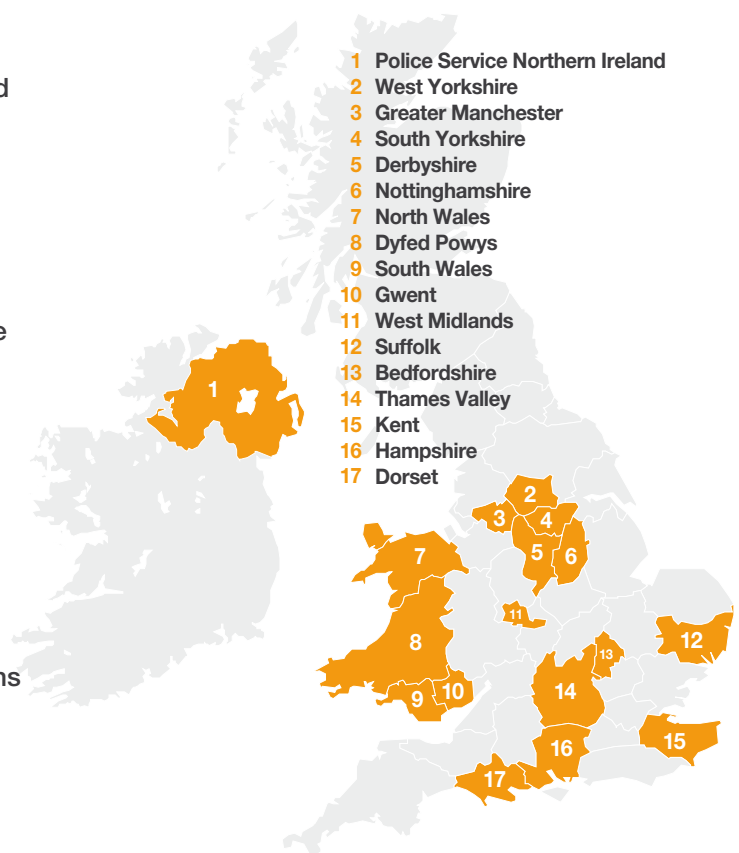 1 Police Service Northern Ireland
2 West Yorkshire
3 Greater Manchester
4 South Yorkshire
5 Derbyshire
6 Nottinghamshire
7 North Wales
8 Dyfed Powys
9 South Wales
10 Gwent
11 West Midlands
12 Suffolk
13 Bedfordshire
14 Thames Valley
15 Kent
16 Hampshire
17 Dorset
1
2
3
4
5
6
7
11
8
12
13
9
10
14
15
16
17